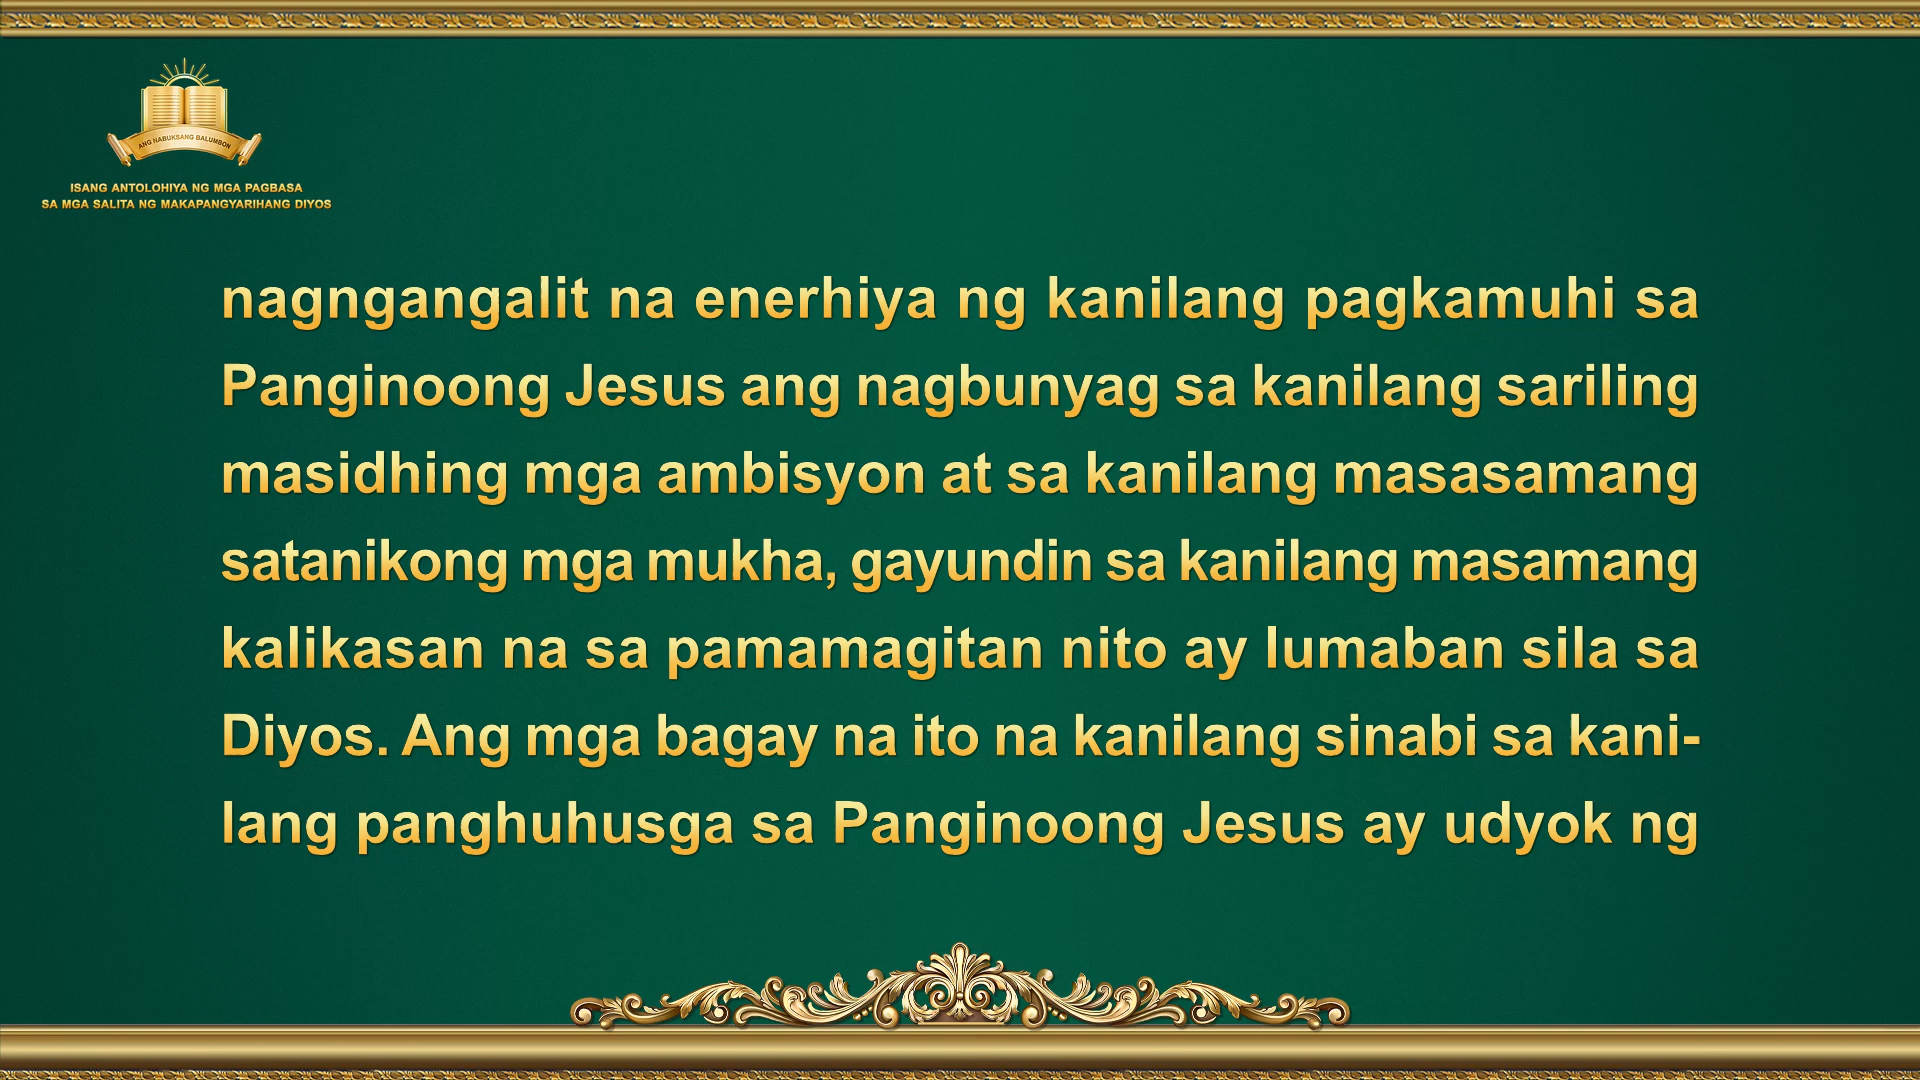 ANG NABUKSANG BALUMBON
ISANG ANTOLOHIYA NG MGA PAGBASA
SA MGA SALITA NG MAKAPANGYARIHANG DIYOS
nagngangalit na enerhiya ng kanilang pagkamuhi sa
Panginoong Jesus ang nagbunyag sa kanilang sariling
masidhing mga ambisyon at sa kanilang masasamang
satanikong mga mukha, gayundin sa kanilang masamang
kalikasan na sa pamamagitan nito ay lumaban sila sa
Diyos. Ang mga bagay na ito na kanilang sinabi sa kani-
lang panghuhusga sa Panginoong Jesus ay udyok ng